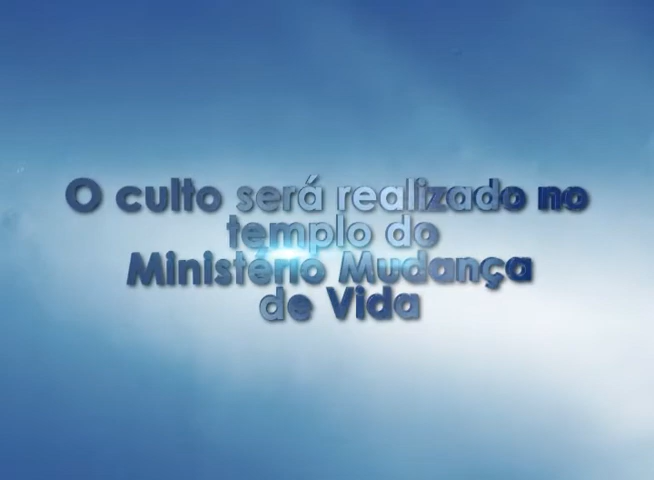 O culto será realizado no
templo do
Ministério Mudança
de Vida